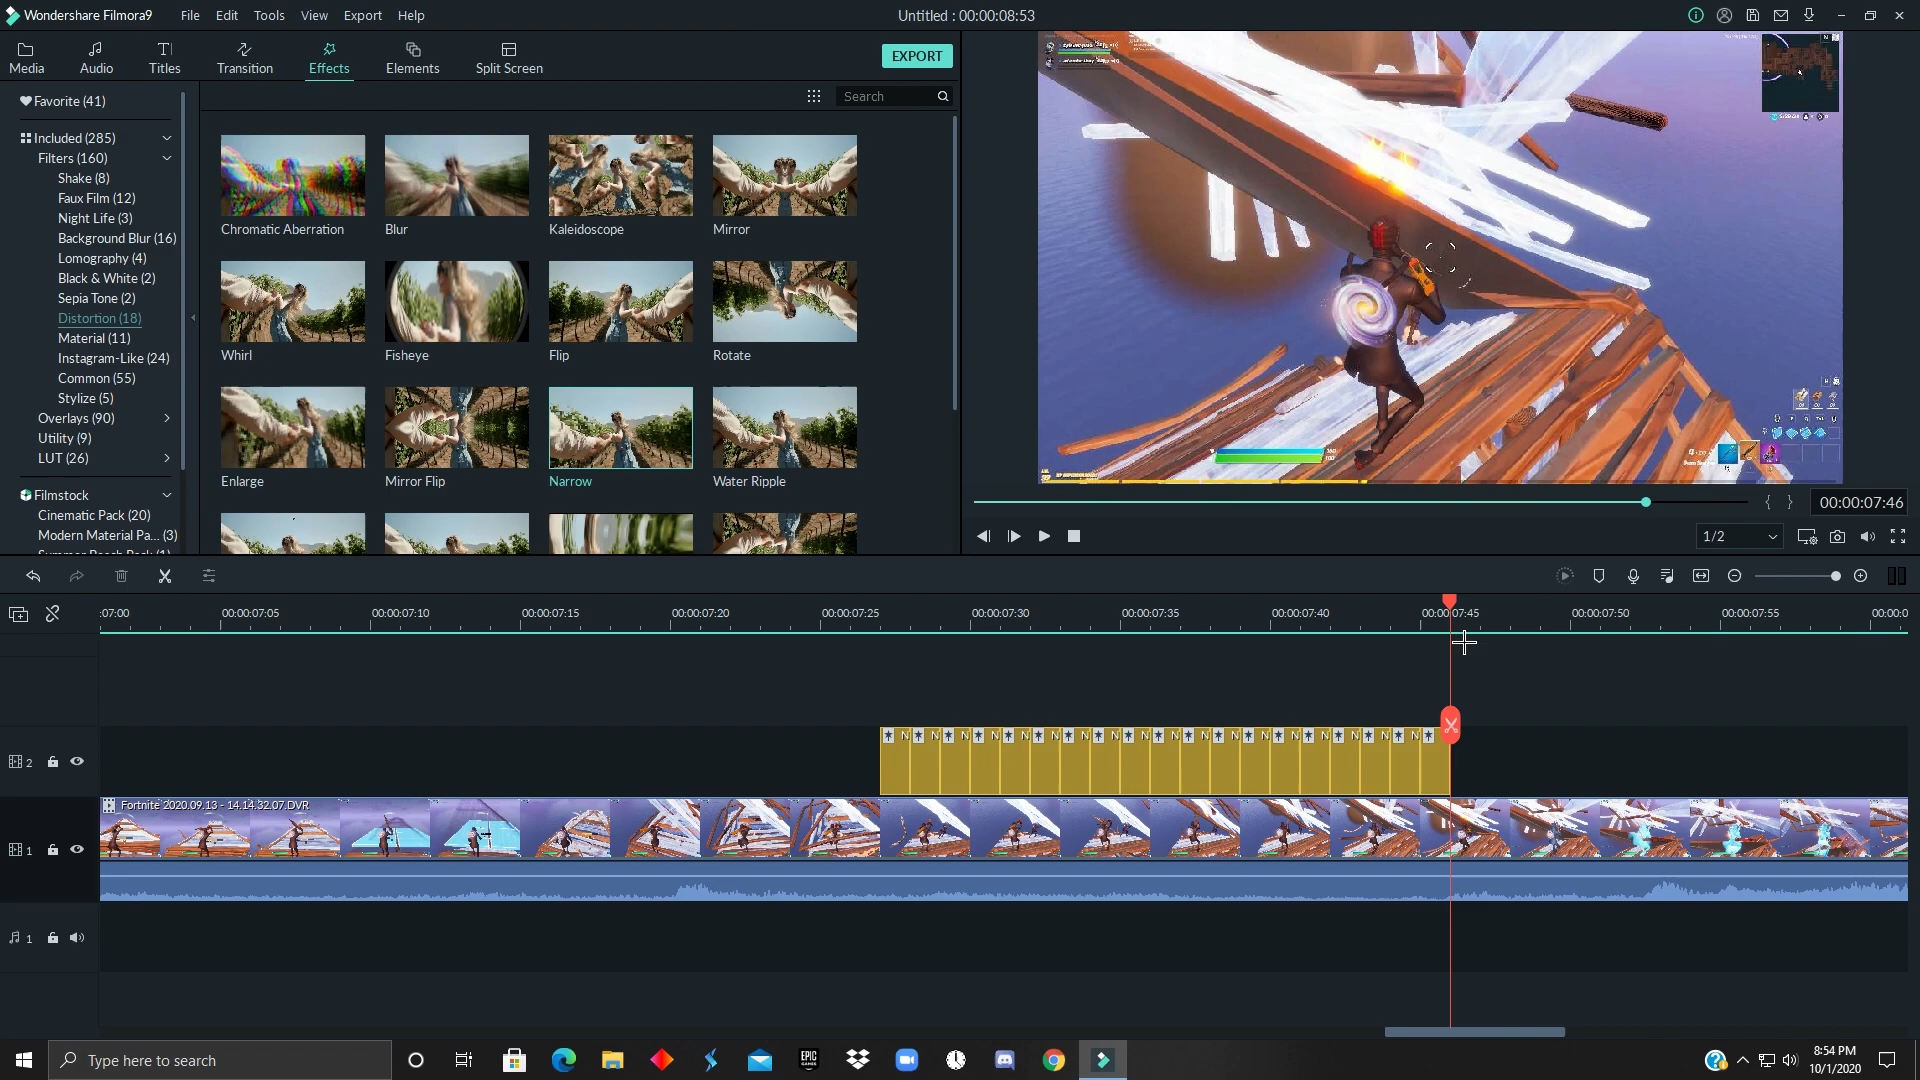 Wondershare Filmora9
File
Edit
Tools
View
Export
Help
Untitled : 00:00:08:53
Media
Audio
Titles
Transition
Effects
Elements
Split Screen
EXPORT
Favorite (41)
Search
Included (285)
Filters (160)
Shake (8)
Faux Film (12)
Night Life (3)
Background Blur (16)
Lomography (4)
Black & White (2)
Sepia Tone (2)
Distortion (18)
Material (11)
Instagram-Like (24)
Common (55)
Stylize (5)
Overlays (90)
Utility (9)
LUT (26)
Filmstock
Cinematic Pack (20)
Modern Material Pa... (3)
Chromatic Aberration
Blur
Kaleidoscope
Mirror
Whirl
Fisheye
Flip
Rotate
Enlarge
Mirror Flip
Narrow
Water Ripple
{ }
00:00:07:46
1/2
:07:00
00:00:07:05
00:00:07:10
00:00:07:15
00:00:07:20
00:00:07:25
00:00:07:30
00:00:07:35
00:00:07:40
00:00:07:45
00:00:07:50
00:00:07:55
00:00:0
N N N N N N N N N N N N N N N N N N
2
Fortnite 2020.09.13 - 14.14.32.07.DVR
1
1
Type here to search
EPIC
GAMES
8:54 PM
10/1/2020